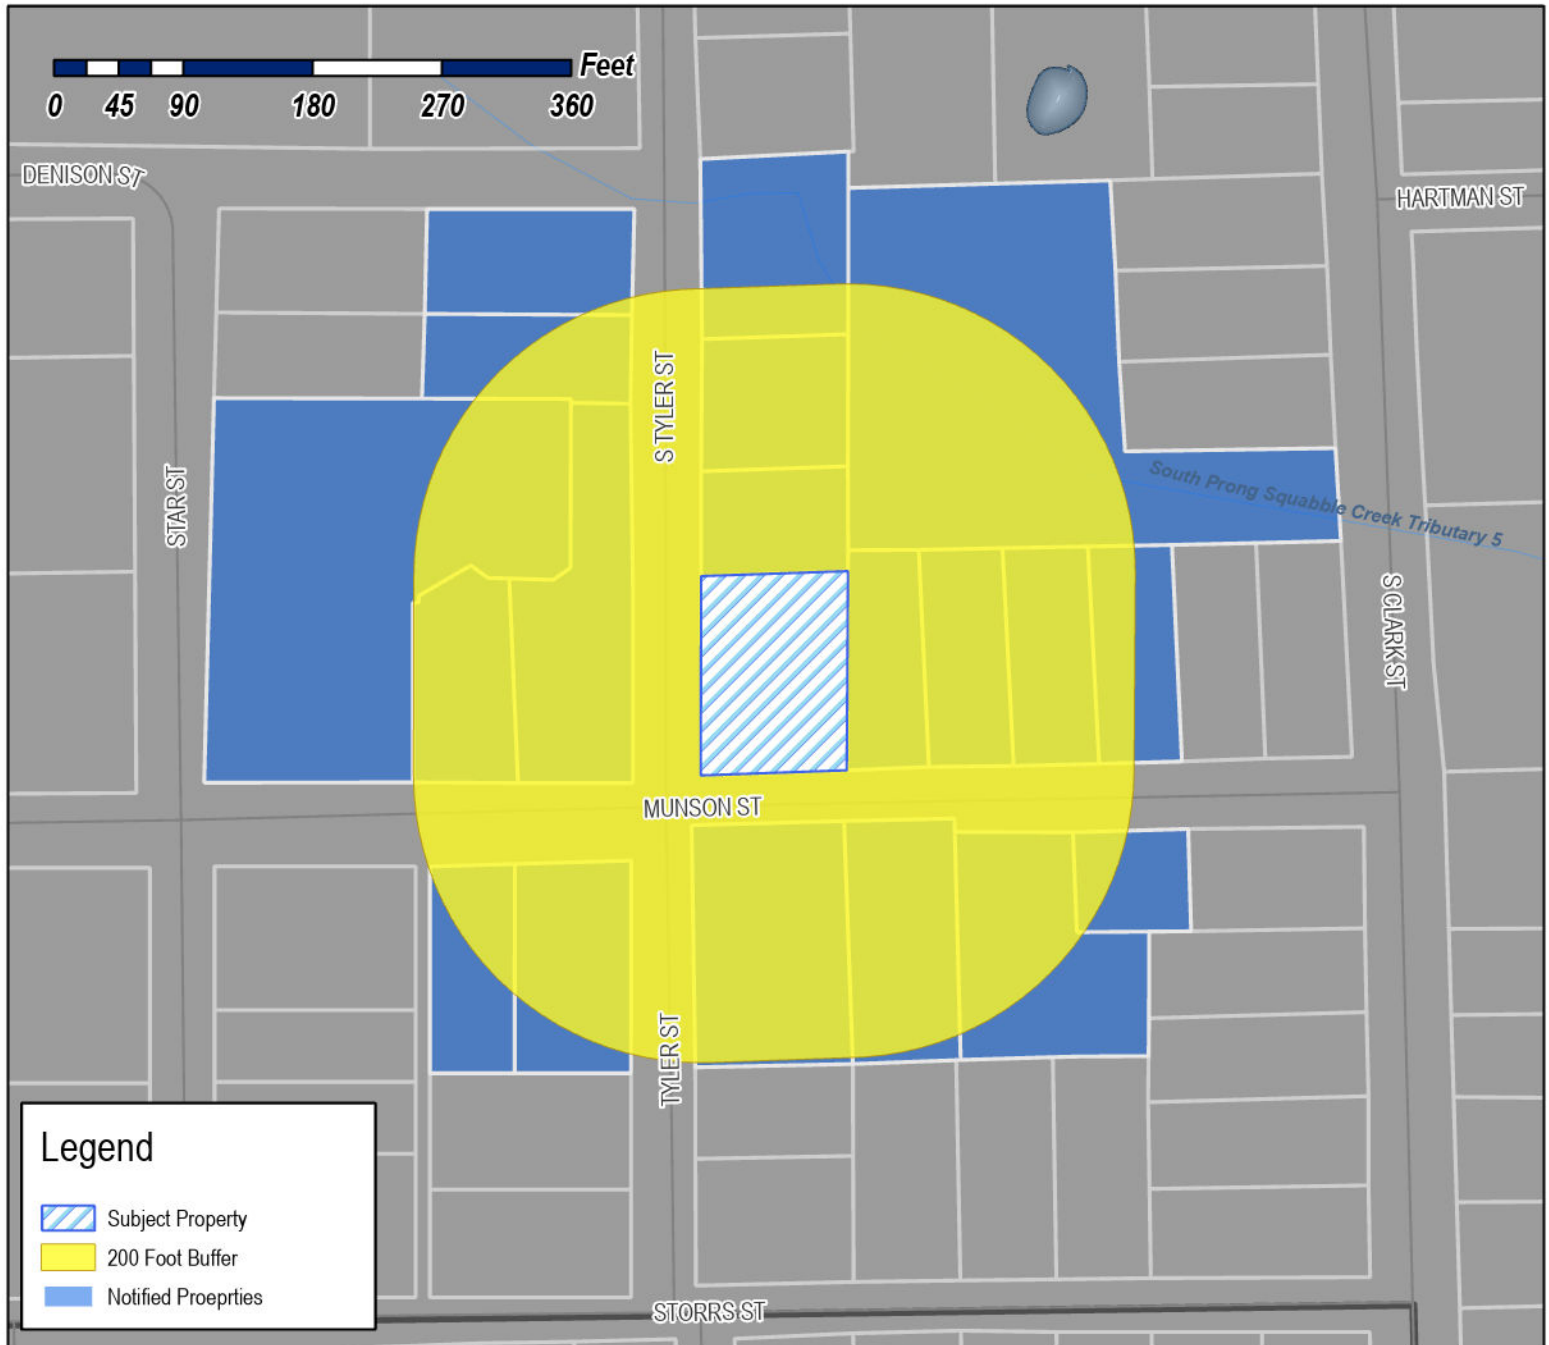 Feet
0 45 90 180 270 360
DENISON ST
HARTMAN ST
S TYLER ST
STAR ST
South Prong Squabble Creek Tributary 5
S CLARK ST
MUNSON ST
TYLER ST
Legend
Subject Property
200 Foot Buffer
Notified Proeprties
STORRS ST